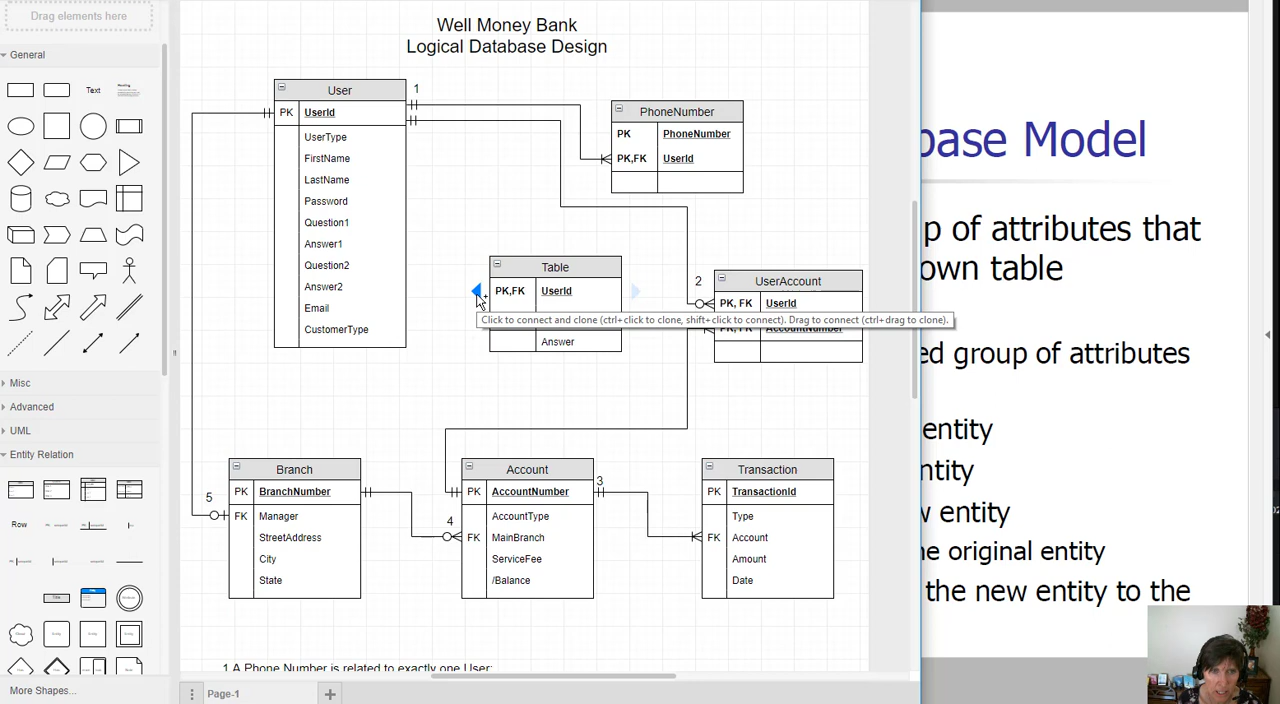 Drag elements here
General
Text
Heading
Misc
Advanced
UML
Entity Relation
Row
Title
More Shapes...
Well Money Bank
Logical Database Design
User
PK UserId
UserType
FirstName
LastName
Password
Question1
Answer1
Question2
Answer2
Email
CustomerType
1
PhoneNumber
PK PhoneNumber
PK,FK UserId
Table
PK,FK UserId
Answer
Click to connect and clone (ctrl+click to clone, shift+click to connect). Drag to connect (ctrl+drag to clone).
2
UserAccount
PK, FK UserId
PK, FK AccountNumber
5
Branch
PK BranchNumber
FK Manager
StreetAddress
City
State
4
Account
PK AccountNumber
AccountType
FK MainBranch
ServiceFee
/Balance
3
Transaction
PK TransactionId
Type
FK Account
Amount
Date
1 A Phone Number is related to exactly one User:
Page-1
base Model
p of attributes that
own table
ed group of attributes
entity
ntity
w entity
he original entity
the new entity to the